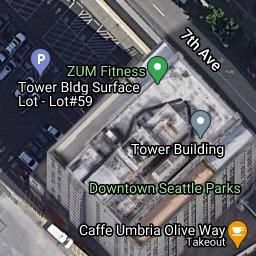 7th Ave
ZUM Fitness
P
Tower Bldg Surface
Lot - Lot#59
Tower Building
Downtown Seattle Parks
Caffe Umbria Olive Way
Takeout